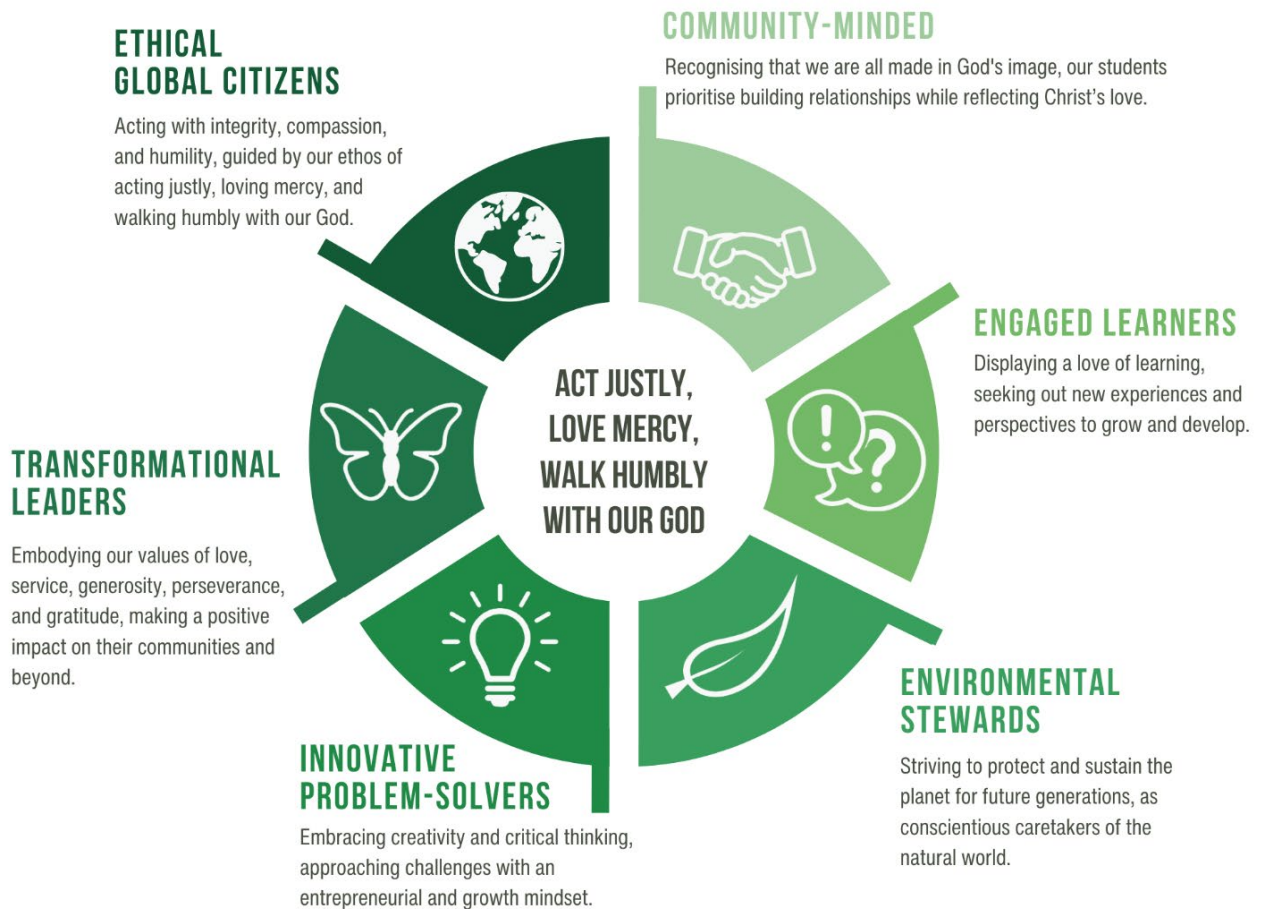 ETHICAL
GLOBAL CITIZENS
Acting with integrity, compassion,
and humility, guided by our ethos of
acting justly, loving mercy, and
walking humbly with our God.
COMMUNITY-MINDED
Recognising that we are all made in God's image, our students
prioritise building relationships while reflecting Christ’s love.
ENGAGED LEARNERS
Displaying a love of learning,
seeking out new experiences and
perspectives to grow and develop.
ACT JUSTLY,
LOVE MERCY,
WALK HUMBLY
WITH OUR GOD
! ?
TRANSFORMATIONAL
LEADERS
Embodying our values of love,
service, generosity, perseverance,
and gratitude, making a positive
impact on their communities and
beyond.
ENVIRONMENTAL
STEWARDS
Striving to protect and sustain the
planet for future generations, as
conscientious caretakers of the
natural world.
INNOVATIVE
PROBLEM-SOLVERS
Embracing creativity and critical thinking,
approaching challenges with an
entrepreneurial and growth mindset.